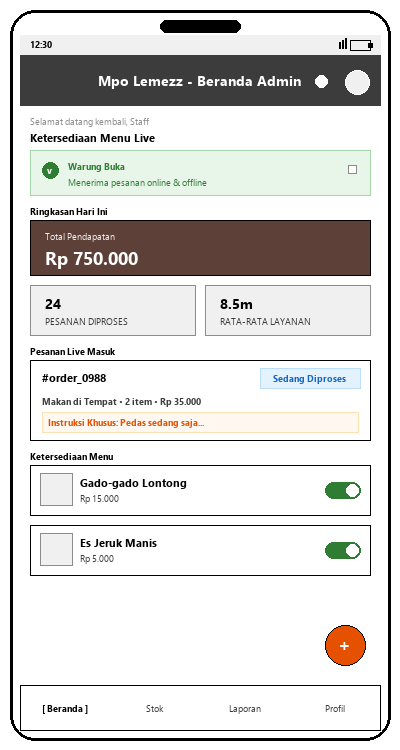 12:30
Mpo Lemezz - Beranda Admin
Selamat datang kembali, Staff
Ketersediaan Menu Live
v
Warung Buka
Menerima pesanan online & offline
Ringkasan Hari Ini
Total Pendapatan
Rp 750.000
24
PESANAN DIPROSES
8.5m
RATA-RATA LAYANAN
Pesanan Live Masuk
#order_0988
Sedang Diproses
Makan di Tempat • 2 item • Rp 35.000
Instruksi Khusus: Pedas sedang saja...
Ketersediaan Menu
Gado-gado Lontong
Rp 15.000
Es Jeruk Manis
Rp 5.000
+
[ Beranda ] Stok Laporan Profil